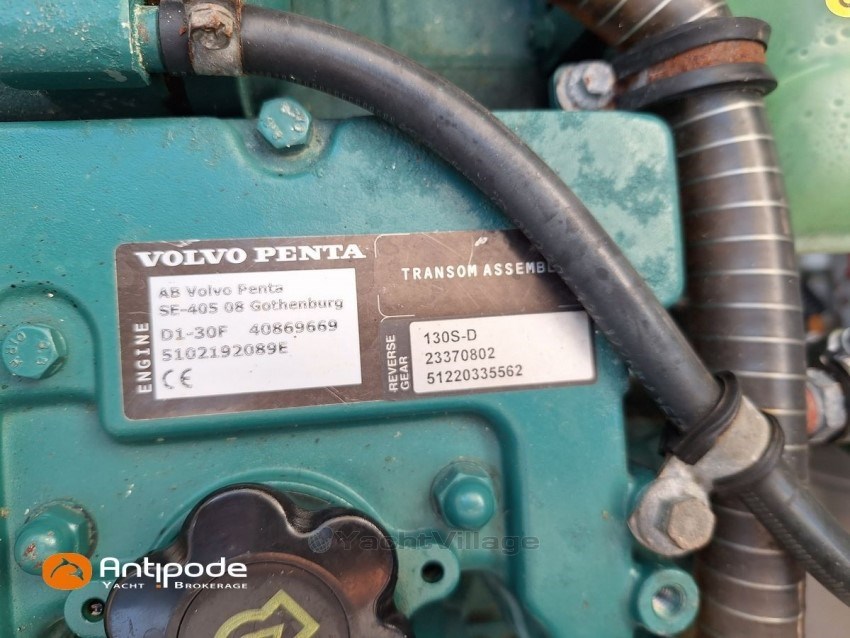 VOLVO PENTA
AB Volvo Penta
SE-405 08 Gothenburg
D1-30F 40869669
5102192089E
CE
ENGINE
TRANSOM ASSEMBL
REVERSE
GEAR
130S-D
23370802
51220335562
YachtVillage
Antipode
YACHT BROKERAGE